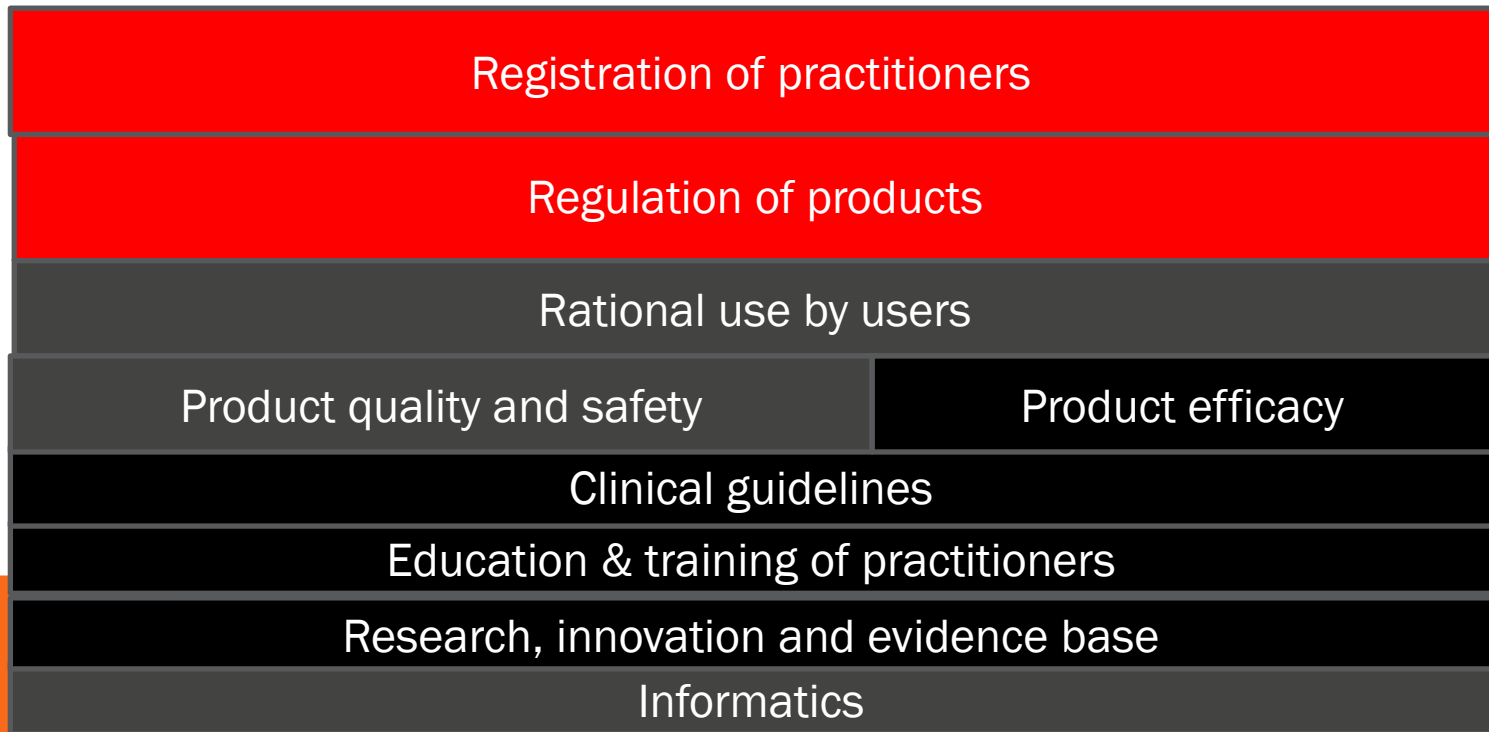 Registration of practitioners
Regulation of products
Rational use by users
Product quality and safety
Product efficacy
Clinical guidelines
Education & training of practitioners
Research, innovation and evidence base
Informatics